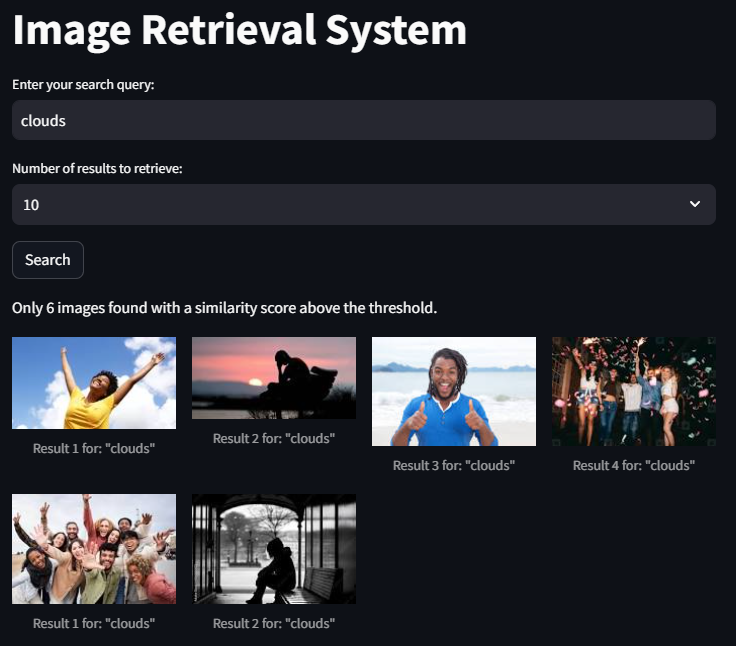 Image Retrieval System
Enter your search query:
clouds
Number of results to retrieve:
10
Search
Only 6 images found with a similarity score above the threshold.
Result 1 for: "clouds"
Result 2 for: "clouds"
Result 3 for: "clouds"
Result 4 for: "clouds"
Result 1 for: "clouds"
Result 2 for: "clouds"